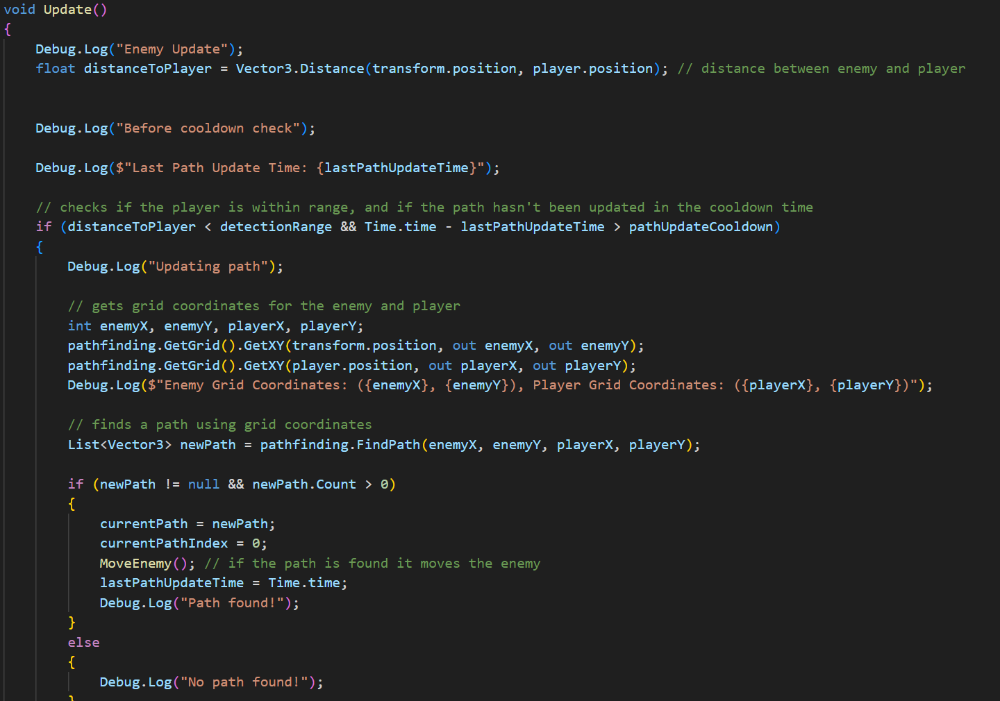 void Update()
{
    Debug.Log("Enemy Update");
    float distanceToPlayer = Vector3.Distance(transform.position, player.position); // distance between enemy and player
    Debug.Log("Before cooldown check");
    Debug.Log($"Last Path Update Time: {lastPathUpdateTime}");
    // checks if the player is within range, and if the path hasn't been updated in the cooldown time
    if (distanceToPlayer < detectionRange && Time.time - lastPathUpdateTime > pathUpdateCooldown)
    {
        Debug.Log("Updating path");
        // gets grid coordinates for the enemy and player
        int enemyX, enemyY, playerX, playerY;
        pathfinding.GetGrid().GetXY(transform.position, out enemyX, out enemyY);
        pathfinding.GetGrid().GetXY(player.position, out playerX, out playerY);
        Debug.Log($"Enemy Grid Coordinates: ({enemyX}, {enemyY}), Player Grid Coordinates: ({playerX}, {playerY})");
        // finds a path using grid coordinates
        List<Vector3> newPath = pathfinding.FindPath(enemyX, enemyY, playerX, playerY);
        if (newPath != null && newPath.Count > 0)
        {
            currentPath = newPath;
            currentPathIndex = 0;
            MoveEnemy(); // if the path is found it moves the enemy
            lastPathUpdateTime = Time.time;
            Debug.Log("Path found!");
        }
        else
        {
            Debug.Log("No path found!");
        }